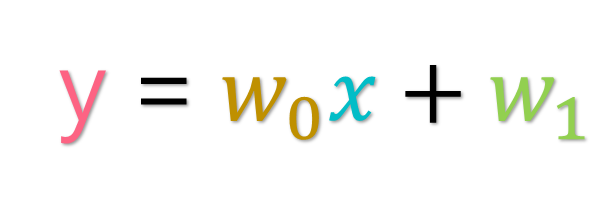 y = w₀x + w₁